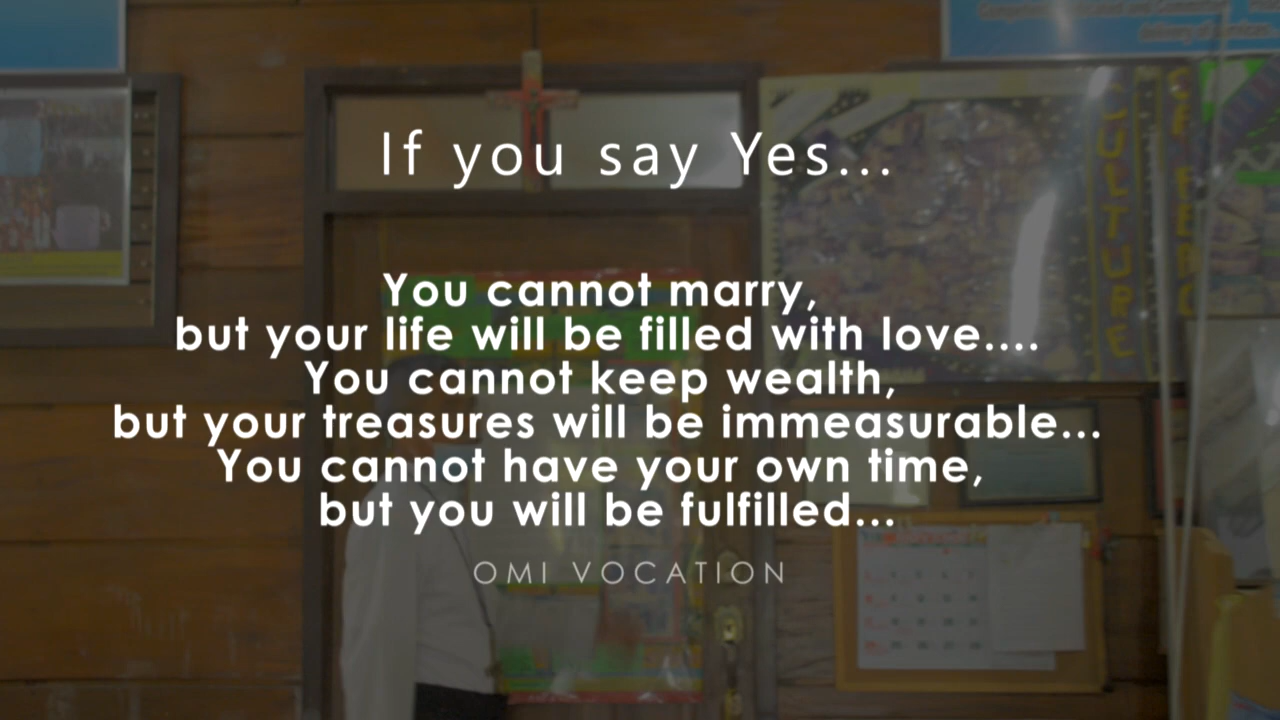 If you say Yes...
You cannot marry,
but your life will be filled with love....
You cannot keep wealth,
but your treasures will be immeasurable...
You cannot have your own time,
but you will be fulfilled...
OMI VOCATION
CULTURE